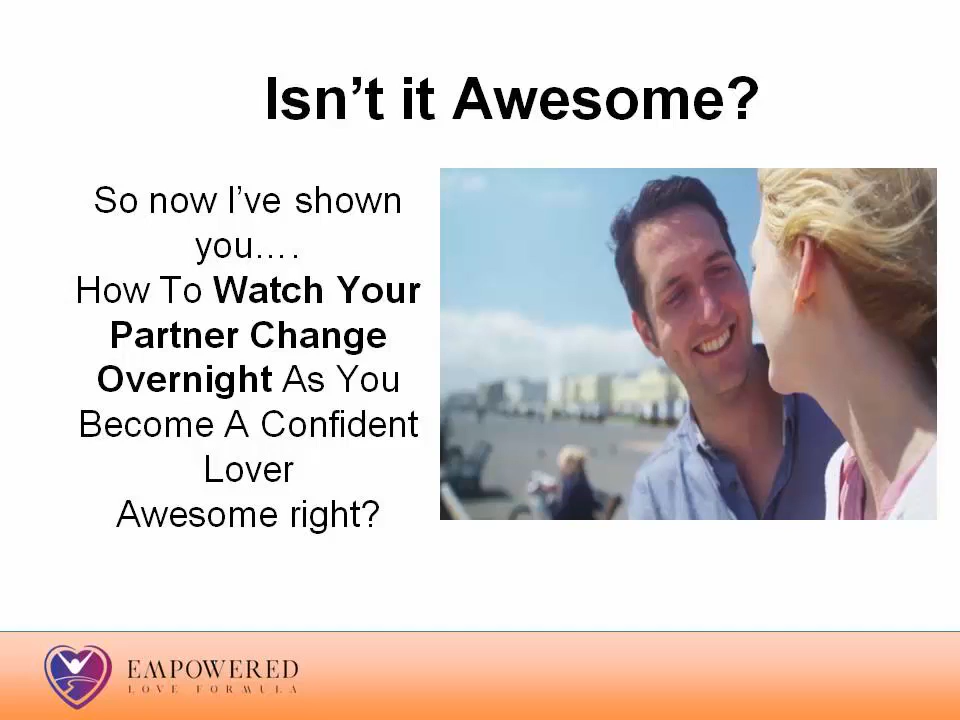 Isn’t it Awesome?
So now I’ve shown
you….
How To Watch Your
Partner Change
Overnight As You
Become A Confident
Lover
Awesome right?
EMPOWERED
LOVE FORMULA